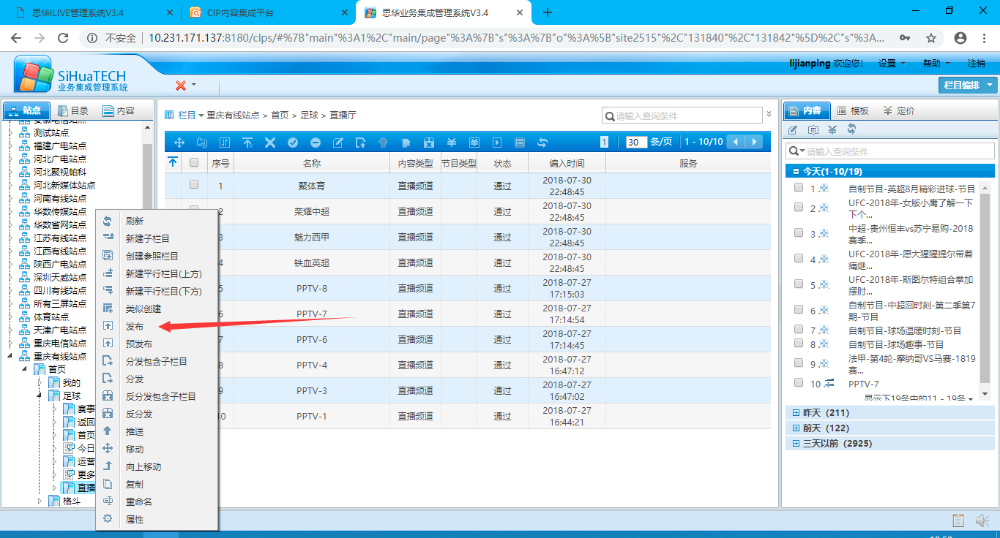 思华ILIVE管理系统V3.4
CIP内容集成平台
思华业务集成管理系统V3.4
不安全
10.231.171.137:8180/clps/#%7B"main"%3A1%2C"main/page"%3A%7B"s"%3A%7B"o"%3A%5B"site2515"%2C"131840"%2C"131842"%5D%2C"s"%3A...
SiHuaTECH
业务集成管理系统
lijianping 欢迎您!
设置
帮助
注销
栏目编排
站点
目录
内容
测试站点
福建广电站点
河北广电站点
河北聚视帕科
河北新媒体站点
河南有线站点
华数传媒站点
华数省网站点
江苏有线站点
江西有线站点
陕西广电站点
深圳天威站点
四川有线站点
所有三屏站点
体育站点
天津广电站点
重庆电信站点
重庆有线站点
首页
我的
足球
赛事
返回
首页
今日
运营
更多
直播
格斗
刷新
新建子栏目
创建参照栏目
新建平行栏目(上方)
新建平行栏目(下方)
类似创建
发布
预发布
分发包含子栏目
分发
反分发包含子栏目
反分发
推送
移动
向上移动
复制
重命名
属性
栏目
重庆有线站点 > 首页 > 足球 > 直播厅
请输入查询条件
1
30 条/页
1 - 10/10
序号 名称 内容类型 节目类型 状态 编入时间 服务
1 聚体育 直播频道 通过 2018-07-30 22:48:45
2 荣耀中超 直播频道 通过 2018-07-30 22:48:45
3 魅力西甲 直播频道 通过 2018-07-30 22:48:45
4 铁血英超 直播频道 通过 2018-07-30 22:48:45
5 PPTV-8 直播频道 通过 2018-07-27 17:15:03
6 PPTV-7 直播频道 通过 2018-07-27 17:14:54
7 PPTV-6 直播频道 通过 2018-07-27 17:14:45
8 PPTV-4 直播频道 通过 2018-07-27 16:47:12
9 PPTV-3 直播频道 通过 2018-07-27 16:47:02
10 PPTV-1 直播频道 通过 2018-07-27 16:44:21
内容
模板
定价
请输入查询条件
今天(1-10/19)
1 自制节目-英超8月精彩进球-节目
2 UFC-2018年-女版小鹰了解一下
下个...
3 中超-贵州恒丰vs苏宁易购-2018
赛季...
4 UFC-2018年-愿大猩猩提尔带着
痛继...
5 UFC-2018年-斯图尔特组合拳加
摆肘...
6 自制节目-中超囧时刻-第二季第7
期-节目
7 自制节目-球场温暖时刻-节目
8 自制节目-球场趣事-节目
9 法甲-第4轮-摩纳哥VS马赛-1819
赛...
10 PPTV-7
显示下19条中的11 - 19条
昨天 (211)
前天 (122)
三天以前 (2925)